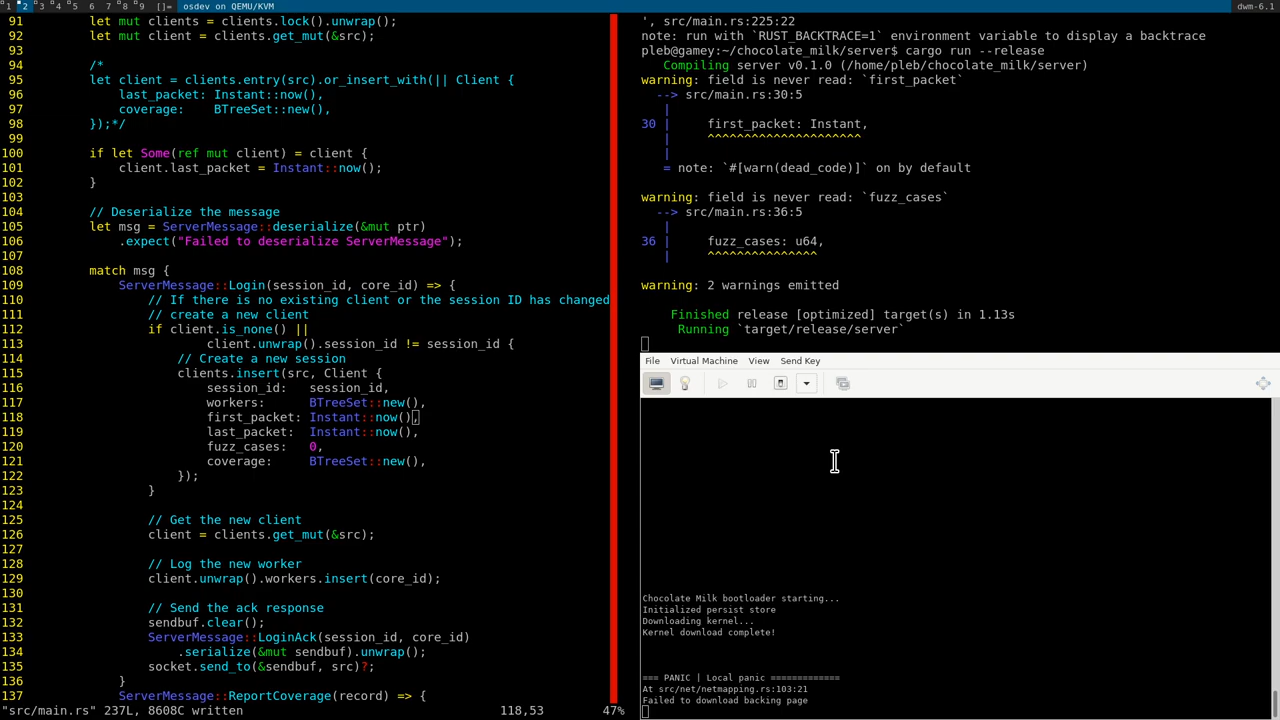 1 2 3 4 5 6 7 8 9 []= osdev on QEMU/KVM dwm-6.1
91 let mut clients = clients.lock().unwrap();
92 let mut client = clients.get_mut(&src);
93
94 /*
95 let client = clients.entry(src).or_insert_with(|| Client {
96 last_packet: Instant::now(),
97 coverage: BTreeSet::new(),
98 });*/
99
100 if let Some(ref mut client) = client {
101 client.last_packet = Instant::now();
102 }
103
104 // Deserialize the message
105 let msg = ServerMessage::deserialize(&mut ptr)
106 .expect("Failed to deserialize ServerMessage");
107
108 match msg {
109 ServerMessage::Login(session_id, core_id) => {
110 // If there is no existing client or the session ID has changed
111 // create a new client
112 if client.is_none() ||
113 client.unwrap().session_id != session_id {
114 // Create a new session
115 clients.insert(src, Client {
116 session_id: session_id,
117 workers: BTreeSet::new(),
118 first_packet: Instant::now(),
119 last_packet: Instant::now(),
120 fuzz_cases: 0,
121 coverage: BTreeSet::new(),
122 });
123 }
124
125 // Get the new client
126 client = clients.get_mut(&src);
127
128 // Log the new worker
129 client.unwrap().workers.insert(core_id);
130
131 // Send the ack response
132 sendbuf.clear();
133 ServerMessage::LoginAck(session_id, core_id)
134 .serialize(&mut sendbuf).unwrap();
135 socket.send_to(&sendbuf, src)?;
136 }
137 ServerMessage::ReportCoverage(record) => {
"src/main.rs" 237L, 8608C written 118,53 47%
', src/main.rs:225:22
note: run with `RUST_BACKTRACE=1` environment variable to display a backtrace
pleb@gamey:~/chocolate_milk/server$ cargo run --release
Compiling server v0.1.0 (/home/pleb/chocolate_milk/server)
warning: field is never read: `first_packet`
--> src/main.rs:30:5
|
30 | first_packet: Instant,
| ^^^^^^^^^^^^^^^^^^^^^
|
= note: `#[warn(dead_code)]` on by default
warning: field is never read: `fuzz_cases`
--> src/main.rs:36:5
|
36 | fuzz_cases: u64,
| ^^^^^^^^^^^^^^^
warning: 2 warnings emitted
Finished release [optimized] target(s) in 1.13s
Running `target/release/server`
File Virtual Machine View Send Key
Chocolate Milk bootloader starting...
Initialized persist store
Downloading kernel...
Kernel download complete!
=== PANIC | Local panic =============
At src/net/netmapping.rs:103:21
Failed to download backing page